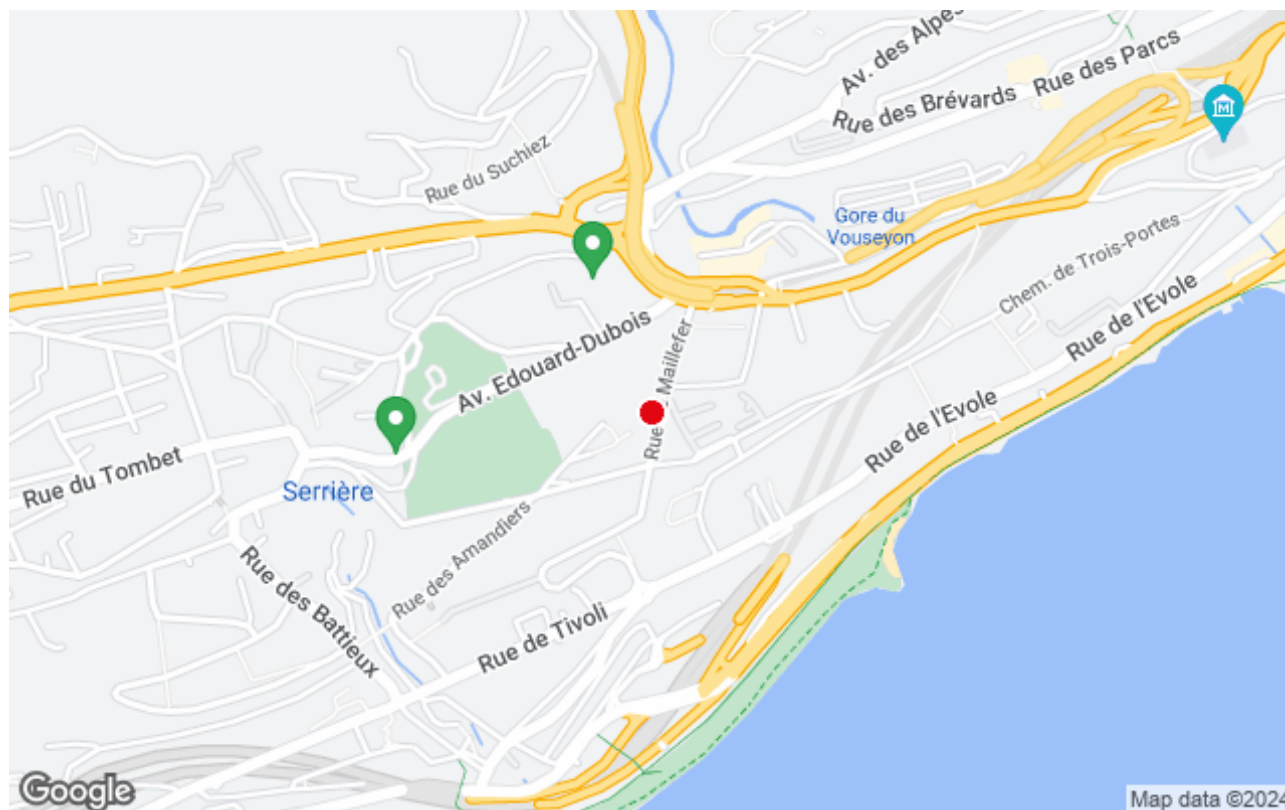 Av. des Alpes
Rue des Parcs
Rue des Brévards
Rue du Suchiez
Gore du
Vouseyon
Chem. de Trois-Portes
Rue de l'Evole
Av. Edouard-Dubois
Rue
Maillefer
Rue de l'Evole
Rue du Tombet
Serrière
Rue des Amandiers
Rue des Battieux
Rue de Tivoli
M
Google
Map data ©2024